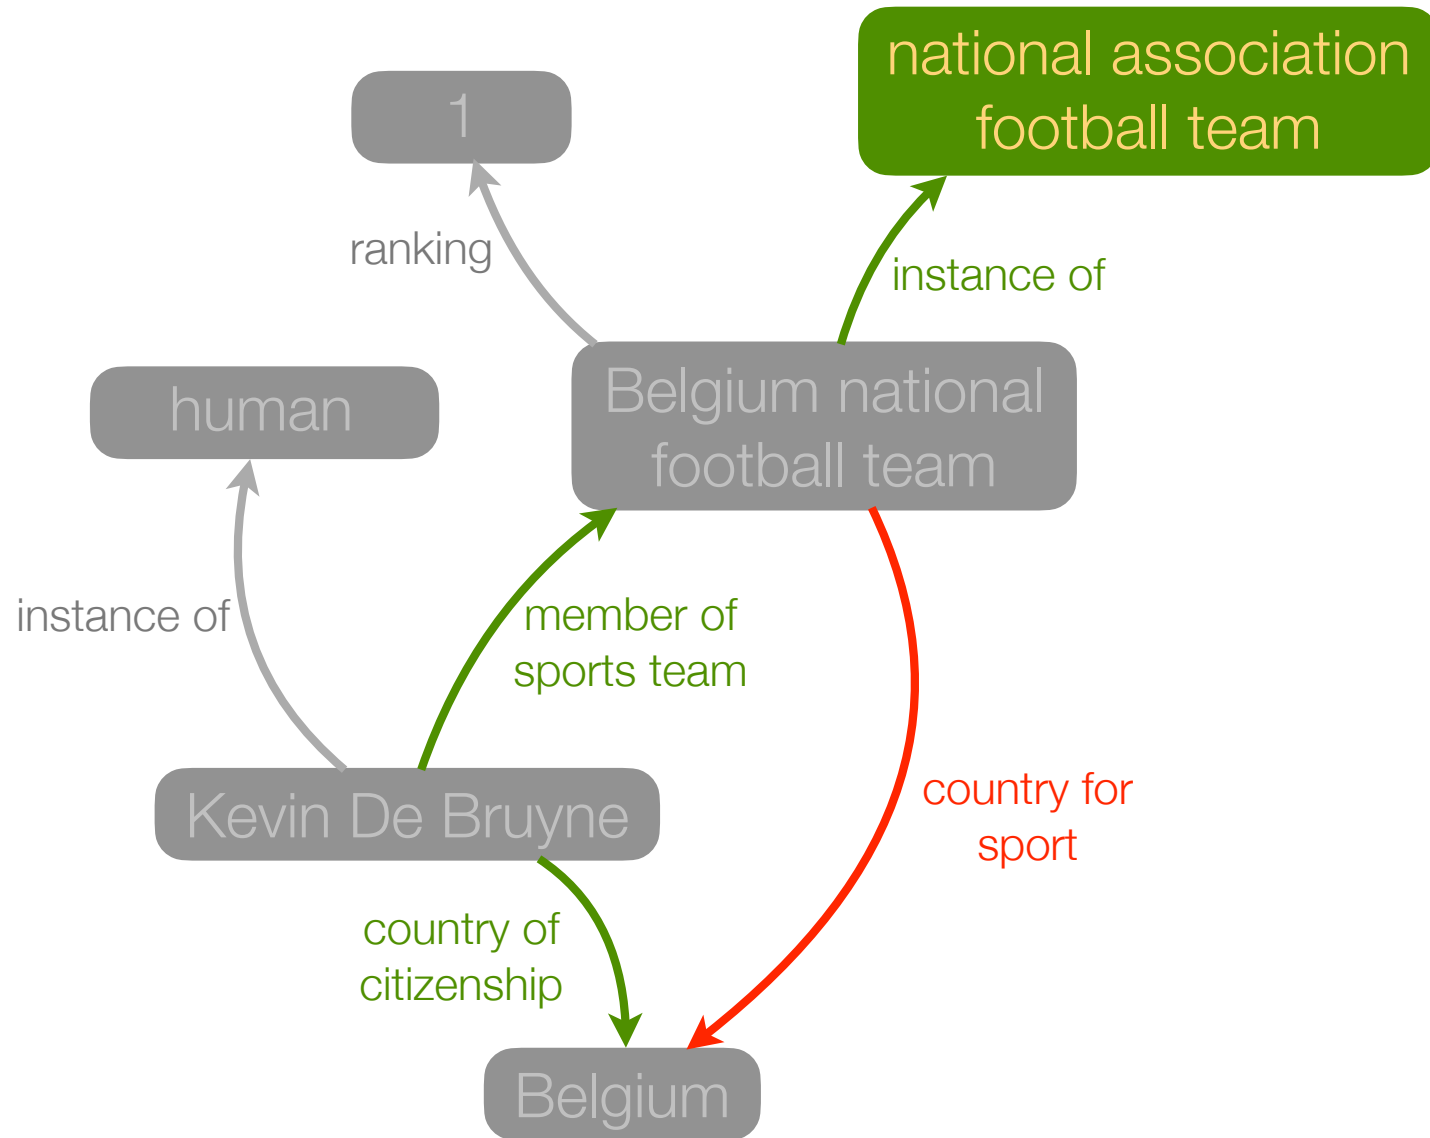 national association
football team
1
ranking
instance of
Belgium national
football team
human
instance of
member of
sports team
country for
sport
Kevin De Bruyne
country of
citizenship
Belgium